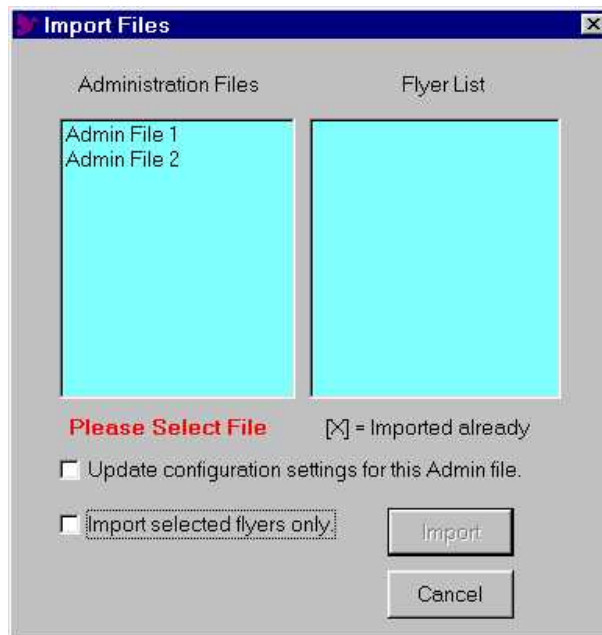 Import Files
Administration Files
Flyer List
Admin File 1
Admin File 2
Please Select File
[X] = Imported already
Update configuration settings for this Admin file.
Import selected flyers only.
Import
Cancel